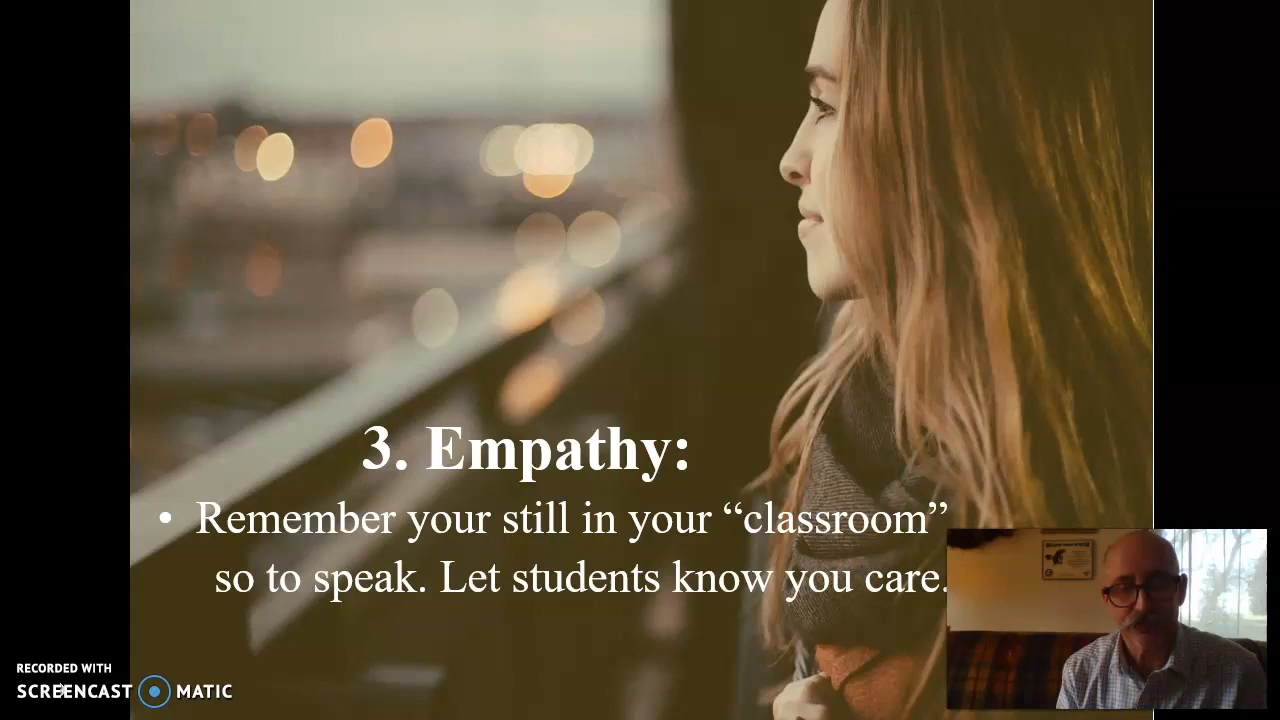 3. Empathy:
• Remember your still in your “classroom”
so to speak. Let students know you care.
RECORDED WITH
SCREENCAST MATIC